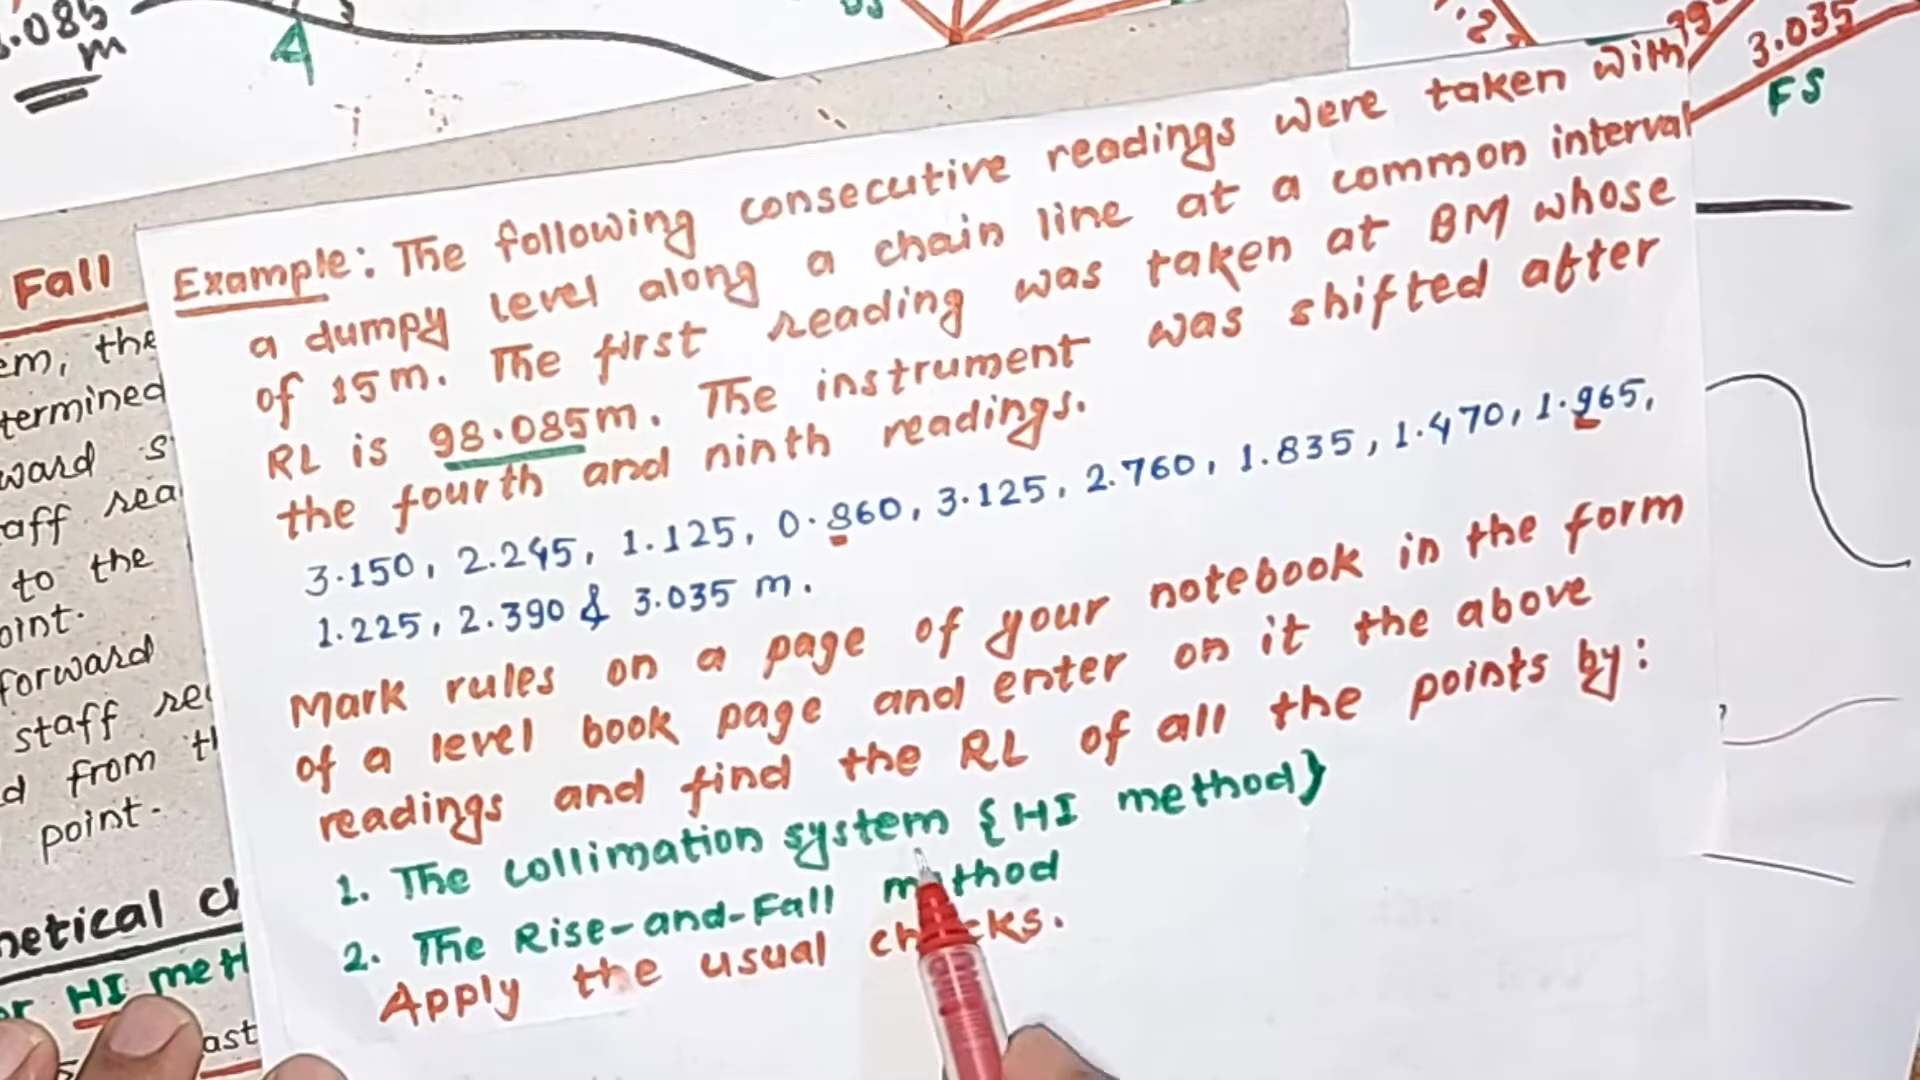 .085
m
A
3.035
FS
Fall
em, the
termined
ward s
aff rea
to the
oint.
forward
staff rec
d from th
point.
netical ch
or HI meth
ast
Example: The following consecutive readings were taken with
a dumpy level along a chain line at a common interval
of 15m. The first reading was taken at BM whose
RL is 98.085m. The instrument was shifted after
the fourth and ninth readings.
3.150, 2.245, 1.125, 0.860, 3.125, 2.760, 1.835, 1.470, 1.965,
1.225, 2.390 & 3.035 m.
Mark rules on a page of your notebook in the form
of a level book page and enter on it the above
readings and find the RL of all the points by:
1. The collimation system {HI method}
2. The Rise-and-Fall method
Apply the usual checks.